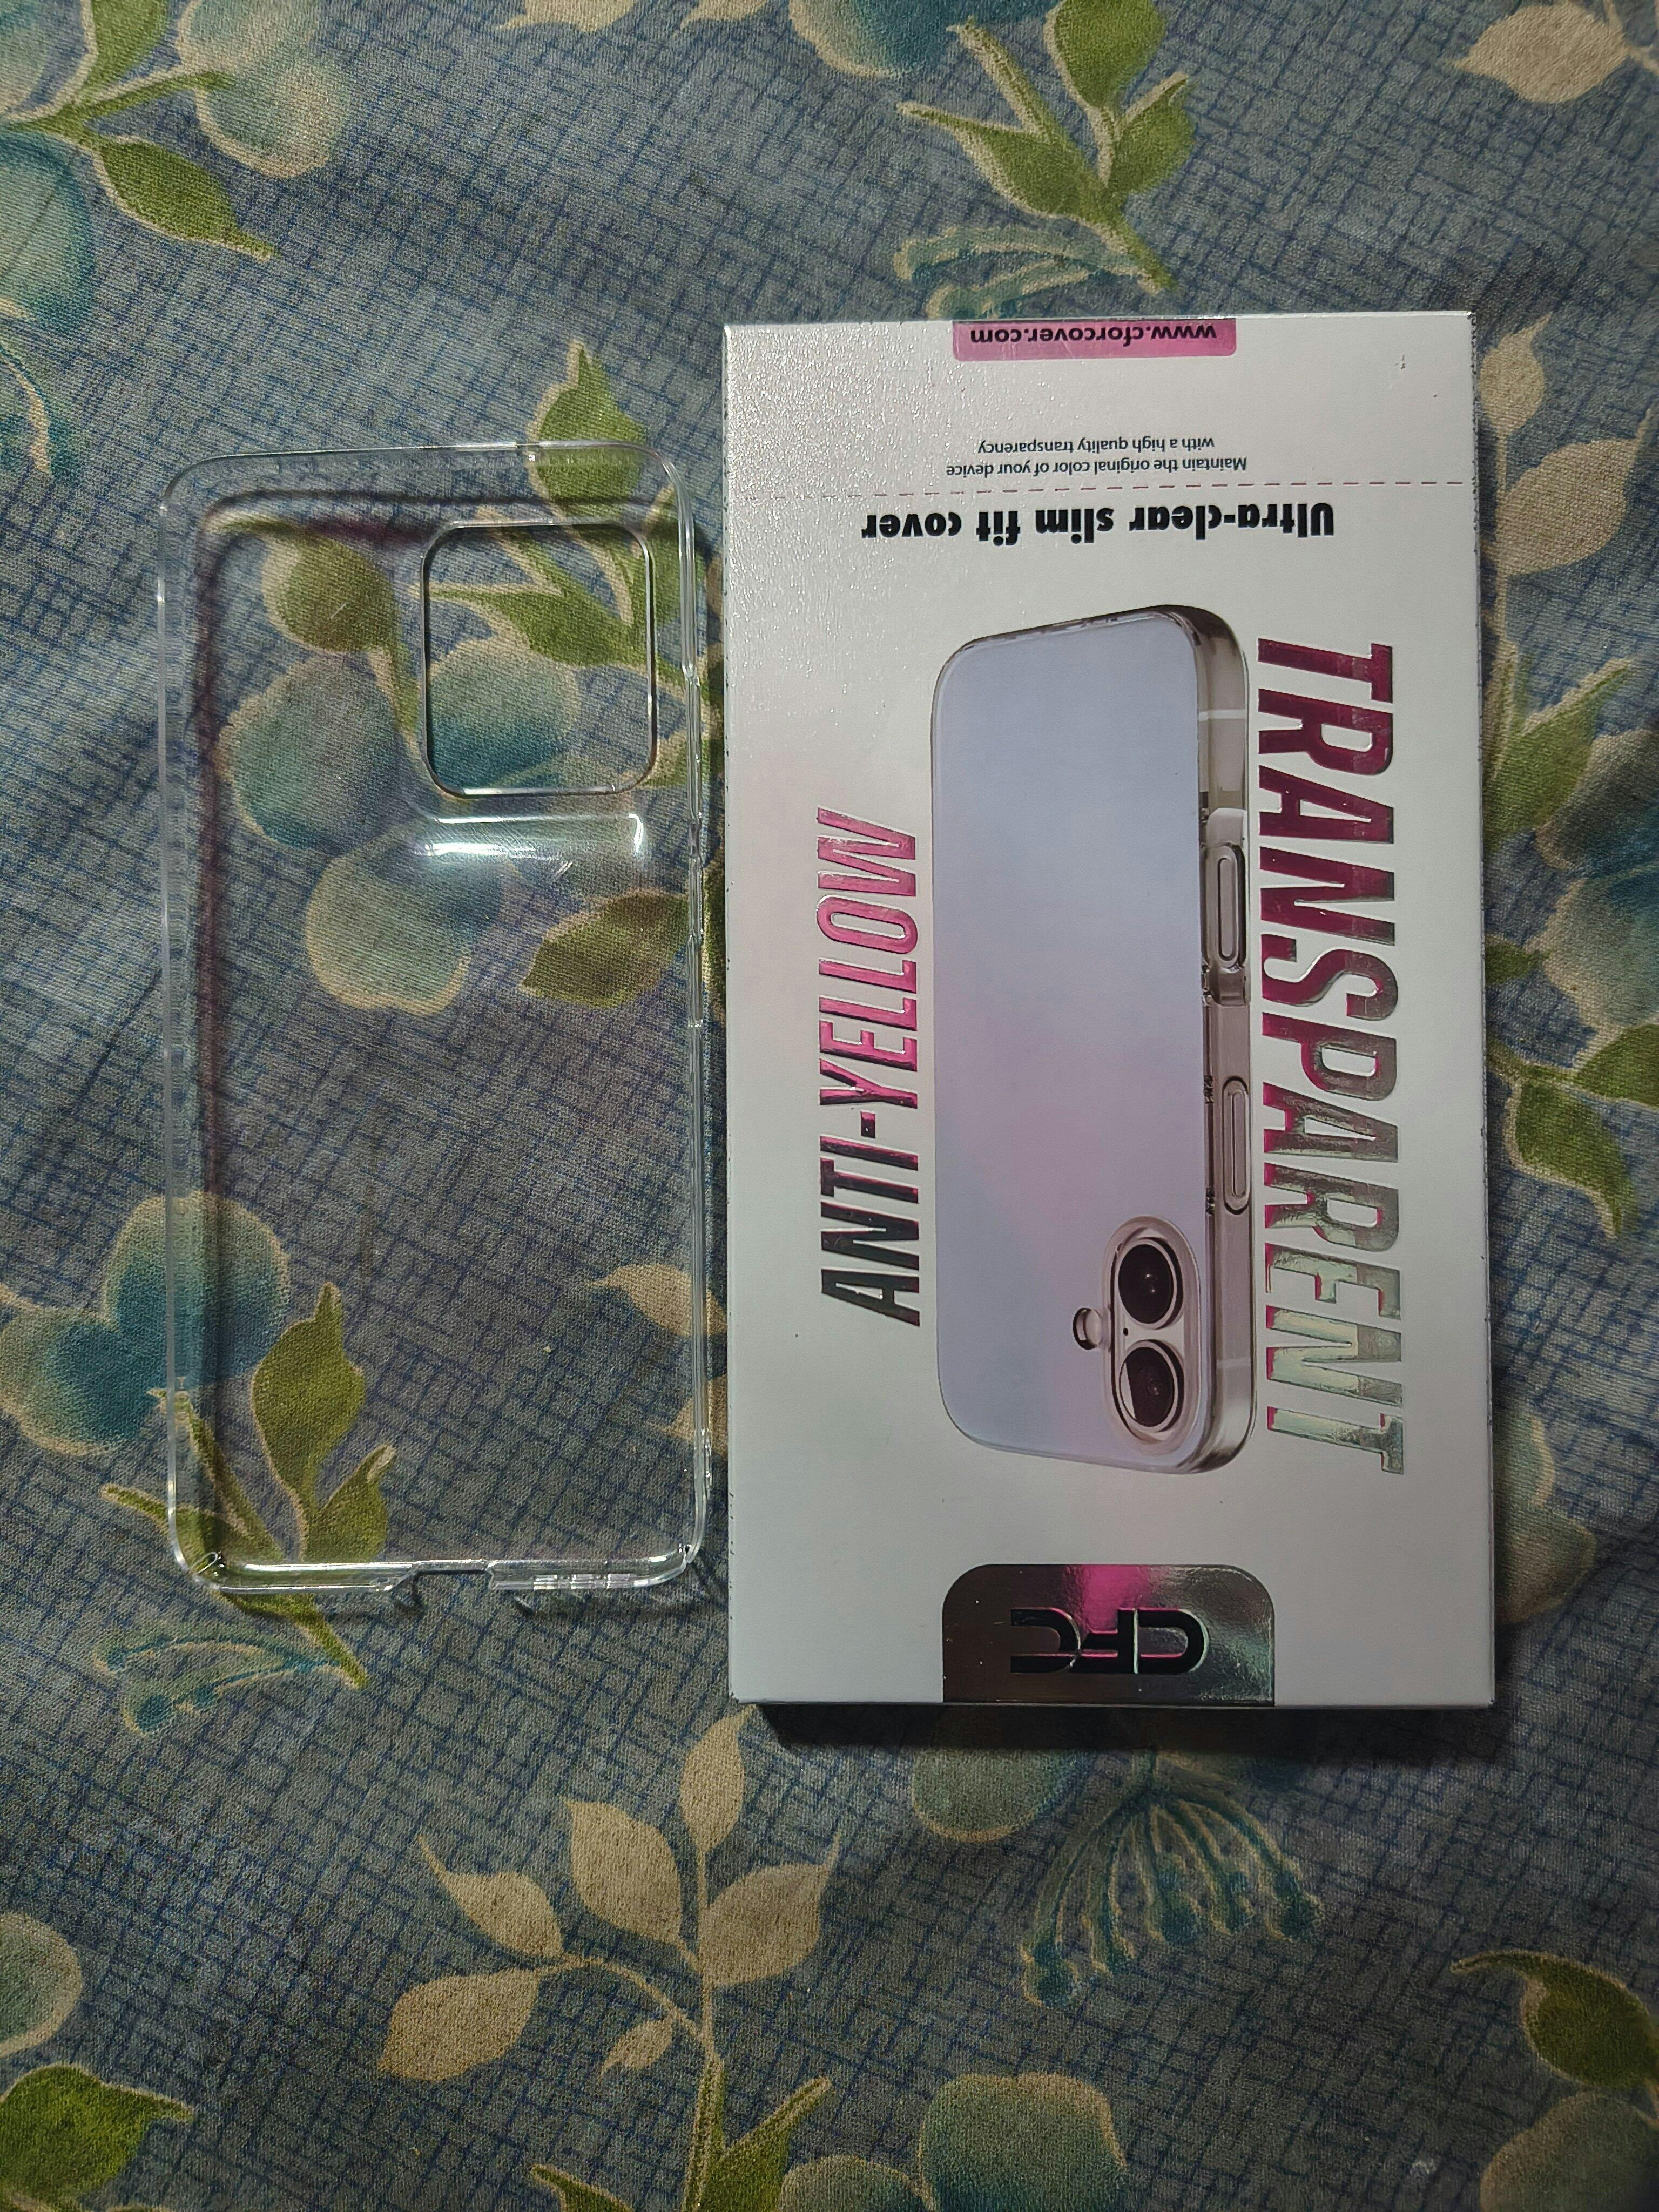 CFC
TRANSPARENT
ANTI-YELLOW
Ultra-clear slim fit cover
Maintain the original color of your device
with a high quality transparency
www.cforcover.com